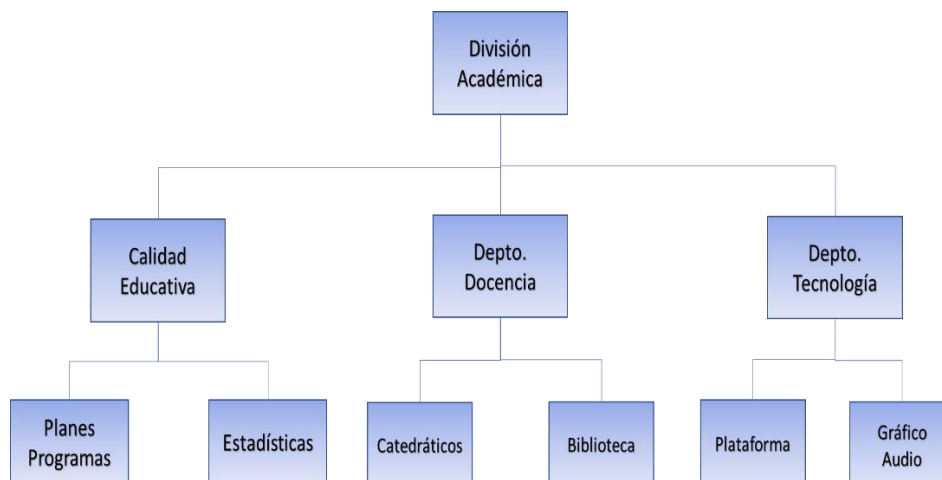 División
Académica
Calidad
Educativa
Depto.
Docencia
Depto.
Tecnología
Planes
Programas
Estadísticas
Catedráticos
Biblioteca
Plataforma
Gráfico
Audio